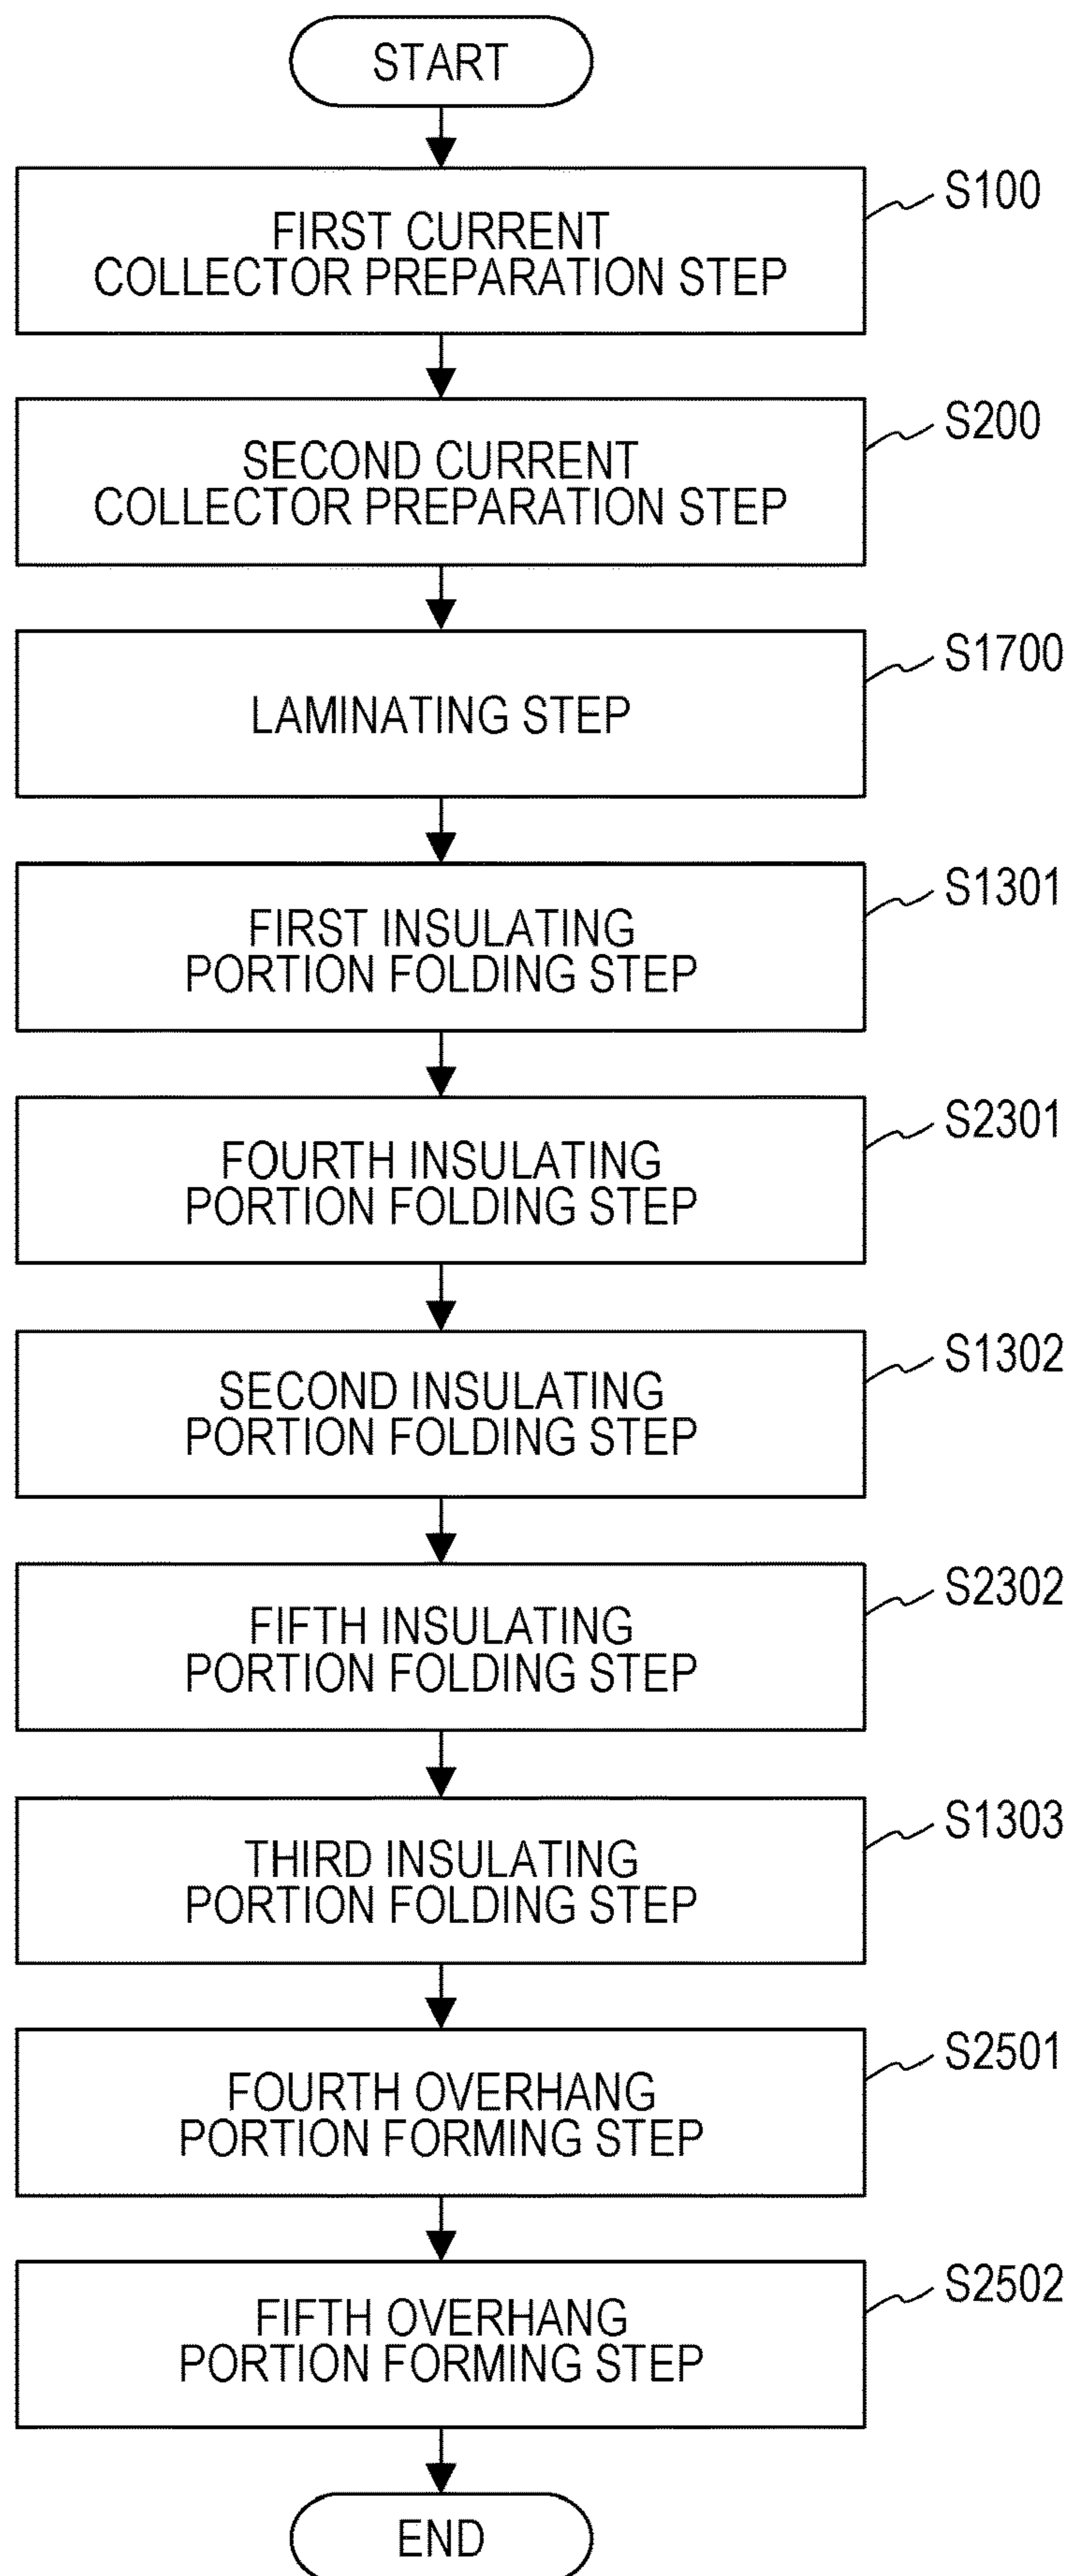 START
S100
FIRST CURRENT
COLLECTOR PREPARATION STEP
S200
SECOND CURRENT
COLLECTOR PREPARATION STEP
S1700
LAMINATING STEP
S1301
FIRST INSULATING
PORTION FOLDING STEP
S2301
FOURTH INSULATING
PORTION FOLDING STEP
S1302
SECOND INSULATING
PORTION FOLDING STEP
S2302
FIFTH INSULATING
PORTION FOLDING STEP
S1303
THIRD INSULATING
PORTION FOLDING STEP
S2501
FOURTH OVERHANG
PORTION FORMING STEP
S2502
FIFTH OVERHANG
PORTION FORMING STEP
END